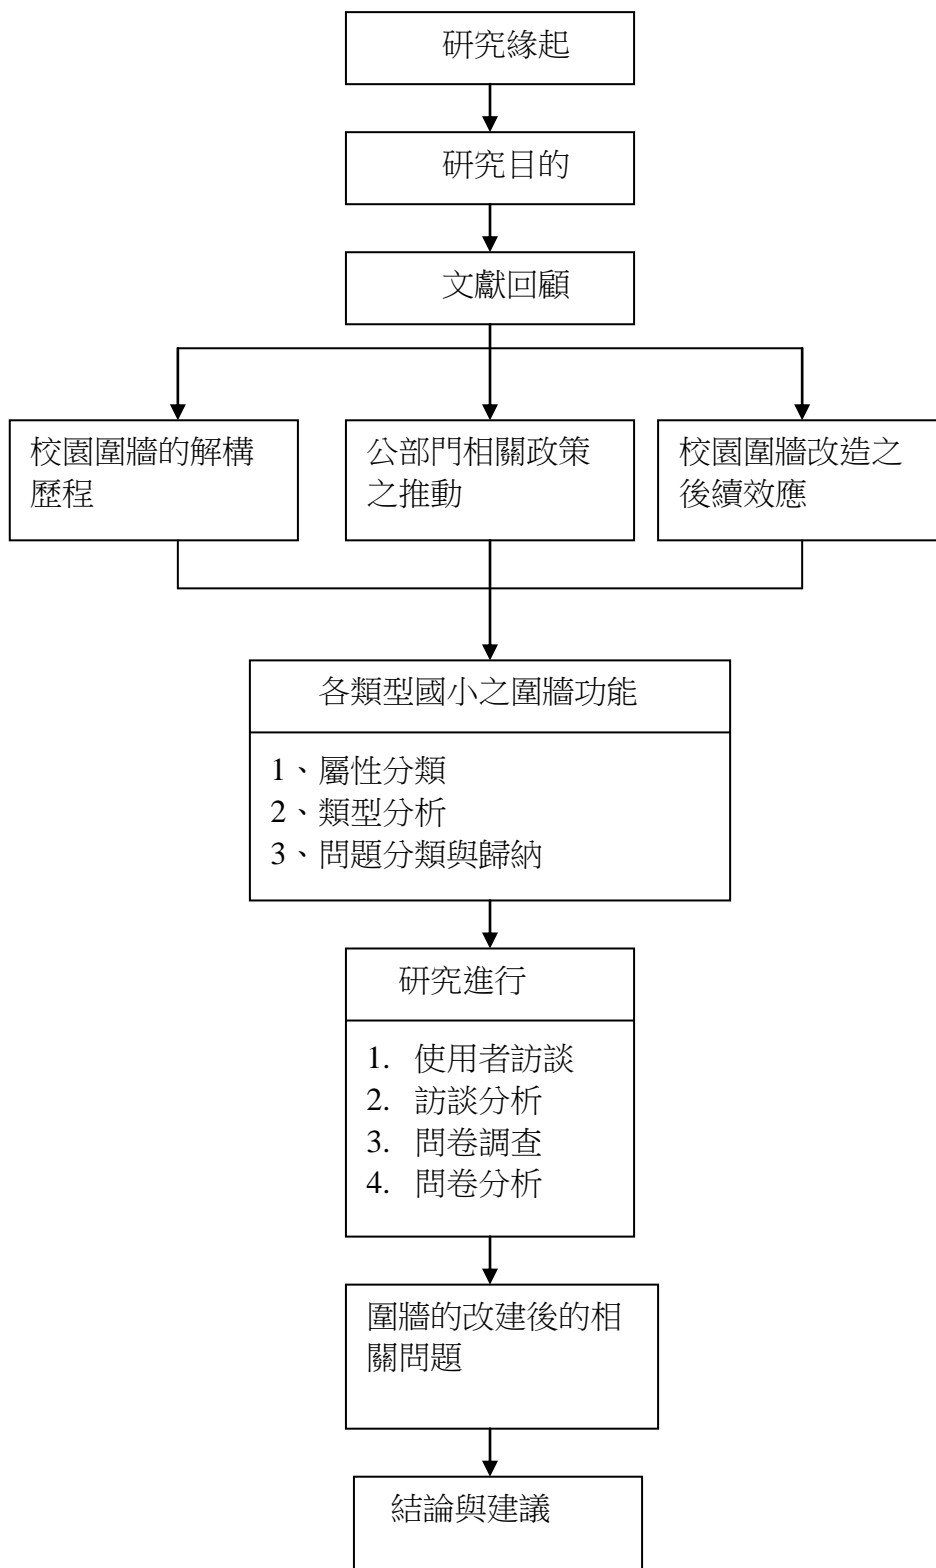 研究緣起
研究目的
文獻回顧
校園圍牆的解構
歷程
公部門相關政策
之推動
校園圍牆改造之
後續效應
各類型國小之圍牆功能
1、屬性分類
2、類型分析
3、問題分類與歸納
研究進行
1. 使用者訪談
2. 訪談分析
3. 問卷調查
4. 問卷分析
圍牆的改建後的相
關問題
結論與建議